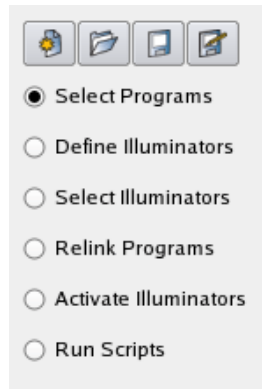 Select Programs
Define Illuminators
Select Illuminators
Relink Programs
Activate Illuminators
Run Scripts